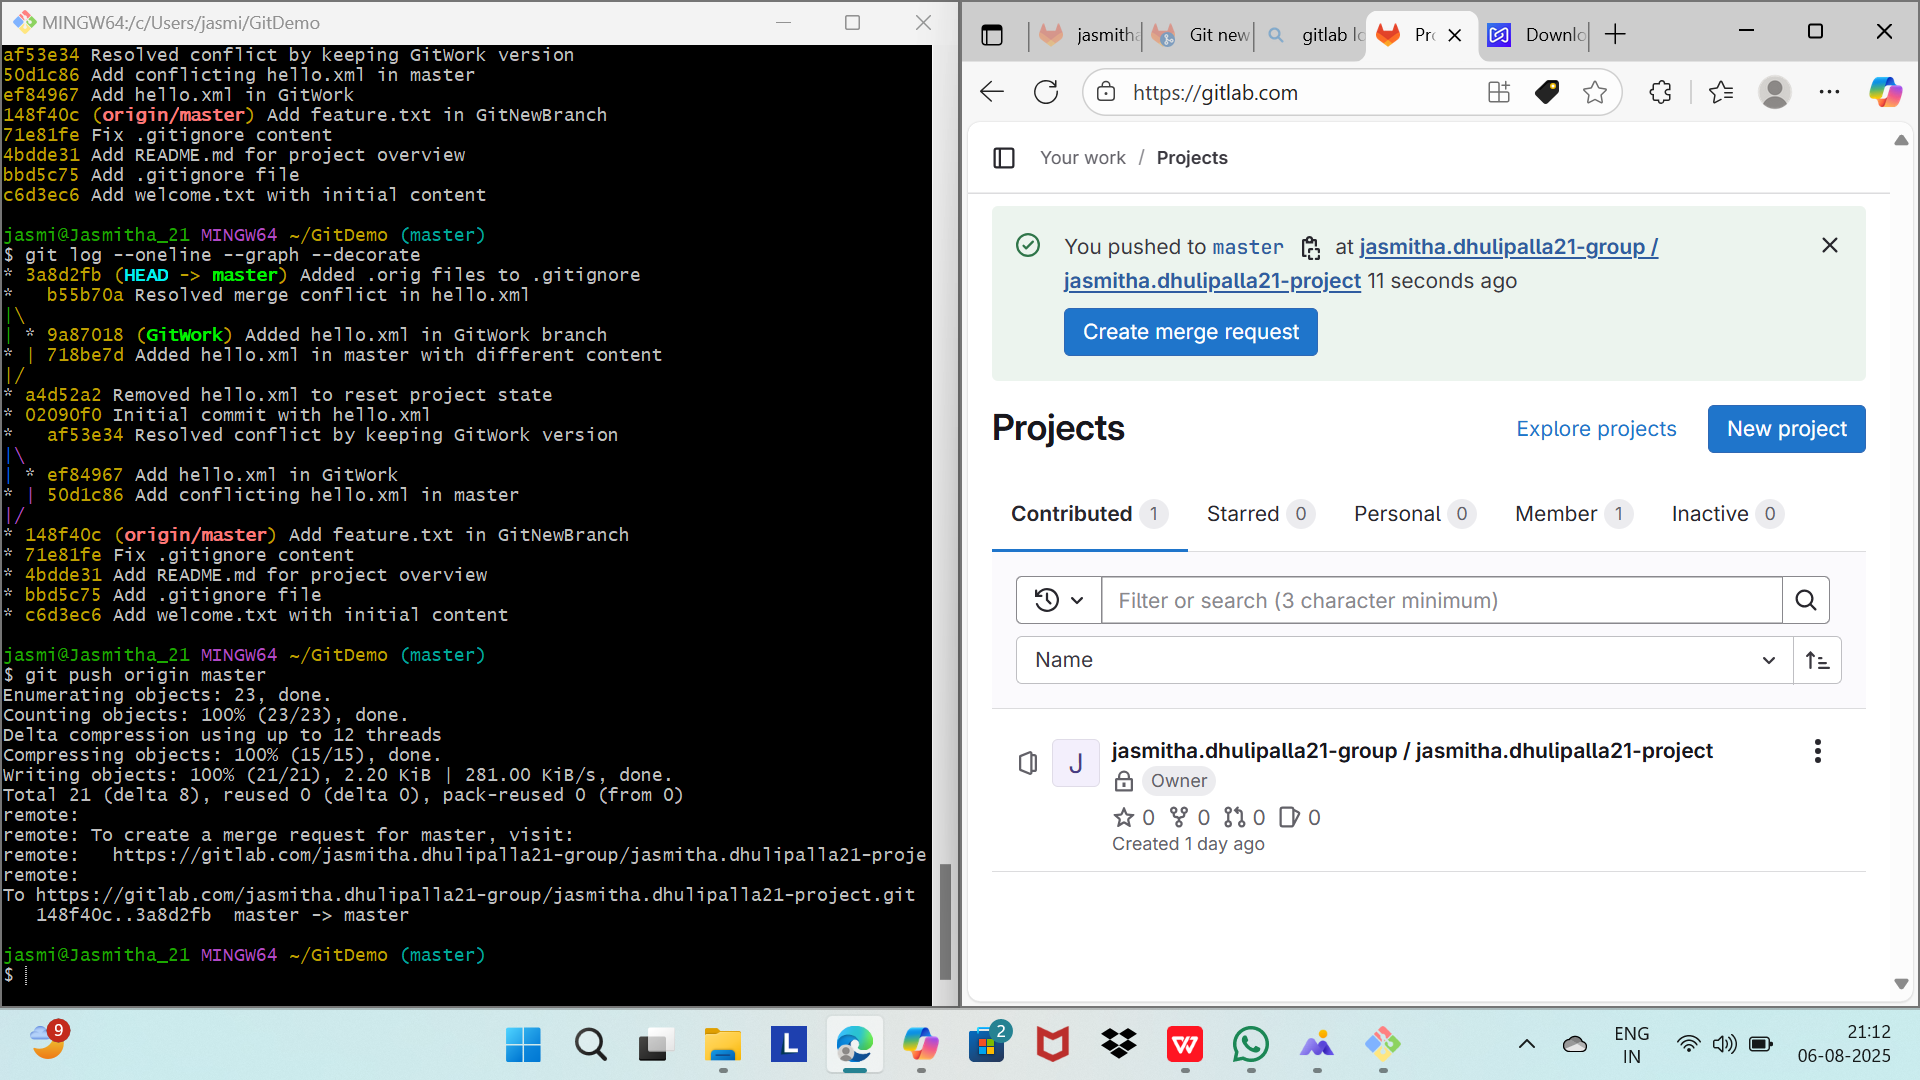 MINGW64:/c/Users/jasmi/GitDemo
af53e34 Resolved conflict by keeping GitWork version
50d1c86 Add conflicting hello.xml in master
ef84967 Add hello.xml in GitWork
148f40c (origin/master) Add feature.txt in GitNewBranch
71e81fe Fix .gitignore content
4bdde31 Add README.md for project overview
bbd5c75 Add .gitignore file
c6d3ec6 Add welcome.txt with initial content
jasmi@Jasmitha_21 MINGW64 ~/GitDemo (master)
$ git log --oneline --graph --decorate
* 3a8d2fb (HEAD -> master) Added .orig files to .gitignore
*   b55b70a Resolved merge conflict in hello.xml
|\
| * 9a87018 (GitWork) Added hello.xml in GitWork branch
* | 718be7d Added hello.xml in master with different content
|/
* a4d52a2 Removed hello.xml to reset project state
* 02090f0 Initial commit with hello.xml
*   af53e34 Resolved conflict by keeping GitWork version
|\
| * ef84967 Add hello.xml in GitWork
* | 50d1c86 Add conflicting hello.xml in master
|/
* 148f40c (origin/master) Add feature.txt in GitNewBranch
* 71e81fe Fix .gitignore content
* 4bdde31 Add README.md for project overview
* bbd5c75 Add .gitignore file
* c6d3ec6 Add welcome.txt with initial content
jasmi@Jasmitha_21 MINGW64 ~/GitDemo (master)
$ git push origin master
Enumerating objects: 23, done.
Counting objects: 100% (23/23), done.
Delta compression using up to 12 threads
Compressing objects: 100% (15/15), done.
Writing objects: 100% (21/21), 2.20 KiB | 281.00 KiB/s, done.
Total 21 (delta 8), reused 0 (delta 0), pack-reused 0 (from 0)
remote:
remote: To create a merge request for master, visit:
remote:   https://gitlab.com/jasmitha.dhulipalla21-group/jasmitha.dhulipalla21-proje
remote:
To https://gitlab.com/jasmitha.dhulipalla21-group/jasmitha.dhulipalla21-project.git
   148f40c..3a8d2fb  master -> master
jasmi@Jasmitha_21 MINGW64 ~/GitDemo (master)
$
jasmitha Git new gitlab lo Pro Downlo
https://gitlab.com
Your work / Projects
You pushed to master at jasmitha.dhulipalla21-group /
jasmitha.dhulipalla21-project 11 seconds ago
Create merge request
Projects Explore projects New project
Contributed 1 Starred 0 Personal 0 Member 1 Inactive 0
Filter or search (3 character minimum)
Name
J jasmitha.dhulipalla21-group / jasmitha.dhulipalla21-project
Owner
0 0 0 0
Created 1 day ago
9 L 2 W
ENG
IN
21:12
06-08-2025